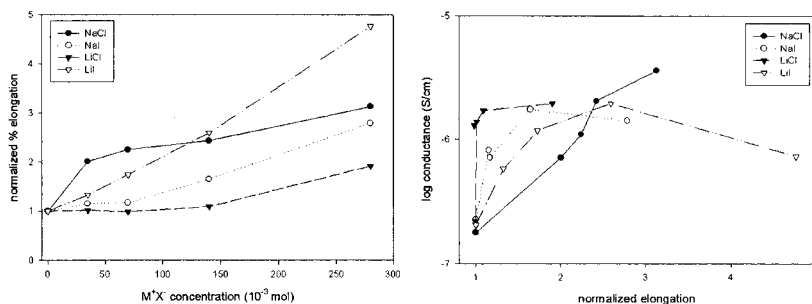 5
4
3
2
1
0
0
50
100
150
200
250
300
normalized % elongation
M⁺X⁻ concentration (10⁻³ mol)
NaCl
NaI
LiCl
LiI
-5
-6
-7
1
2
3
4
log conductance (S/cm)
normalized elongation
NaCl
NaI
LiCl
LiI